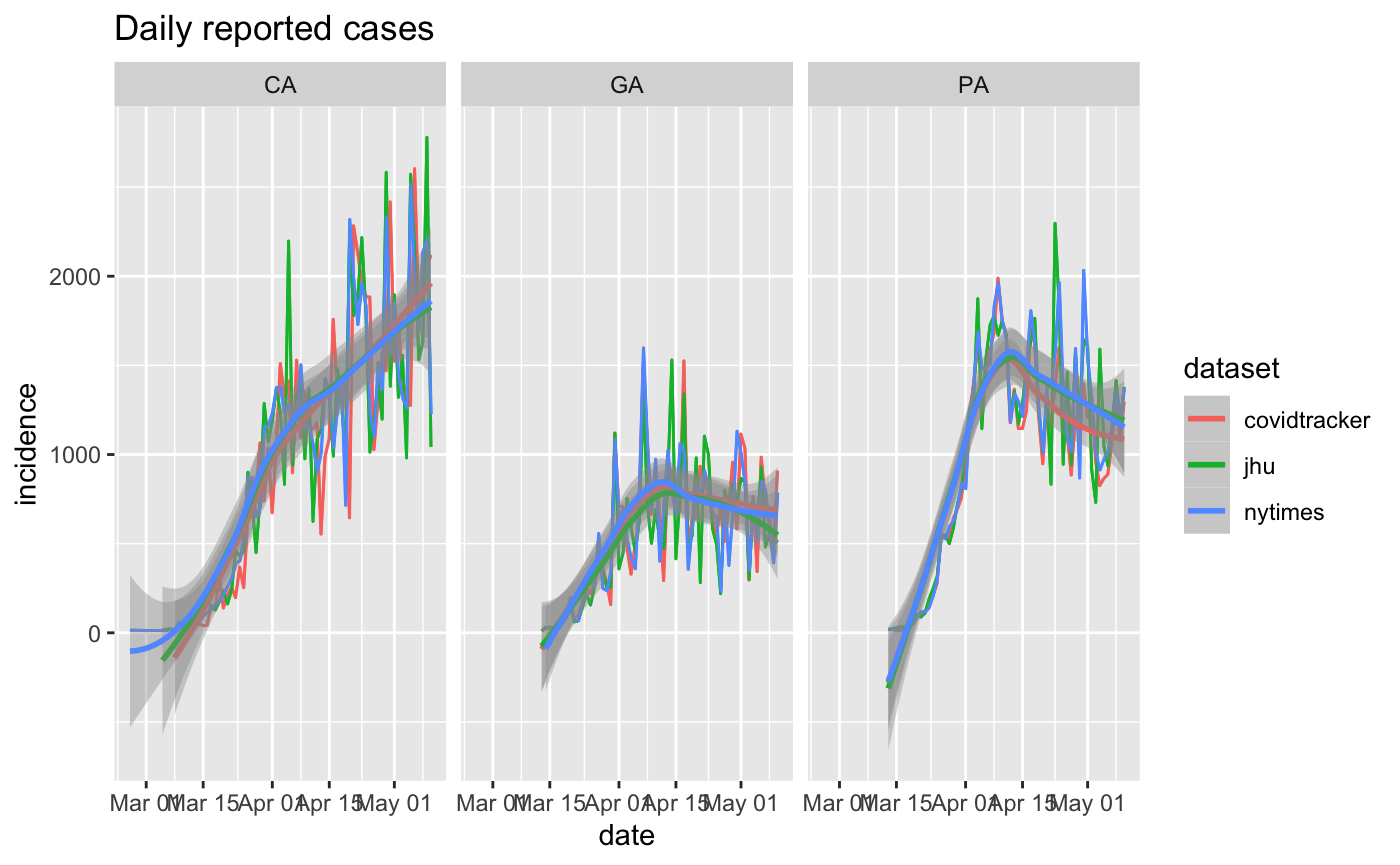 Daily reported cases
CA
GA
PA
incidence
2000
1000
0
Mar 01 Mar 15 Apr 01 Apr 15 May 01
Mar 01 Mar 15 Apr 01 Apr 15 May 01
Mar 01 Mar 15 Apr 01 Apr 15 May 01
date
dataset
covidtracker
jhu
nytimes